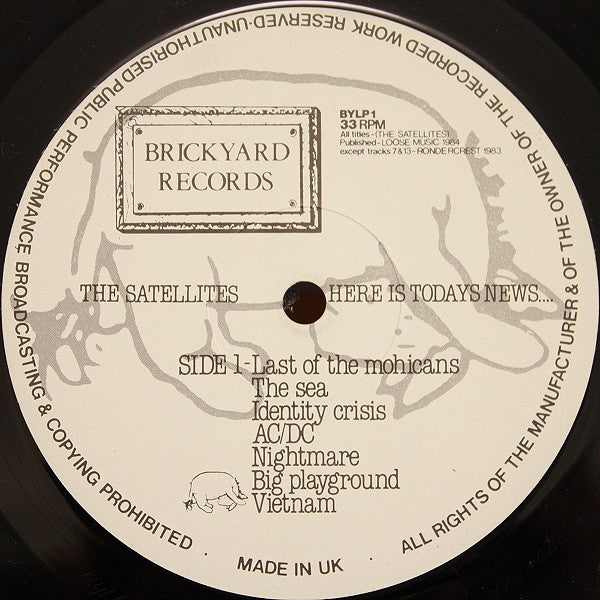 ALL RIGHTS OF THE MANUFACTURER & OF THE OWNER OF THE RECORDED WORK RESERVED·UNAUTHORISED PUBLIC PERFORMANCE BROADCASTING & COPYING PROHIBITED
BRICKYARD
RECORDS
BYLP1
33RPM
All titles-(THE SATELLITES)
Published-LOOSE MUSIC 1984
except tracks 7&13-RONDERCREST 1983
THE SATELLITES
HERE IS TODAYS NEWS....
SIDE 1-Last of the mohicans
The sea
Identity crisis
AC/DC
Nightmare
Big playground
Vietnam
MADE IN UK